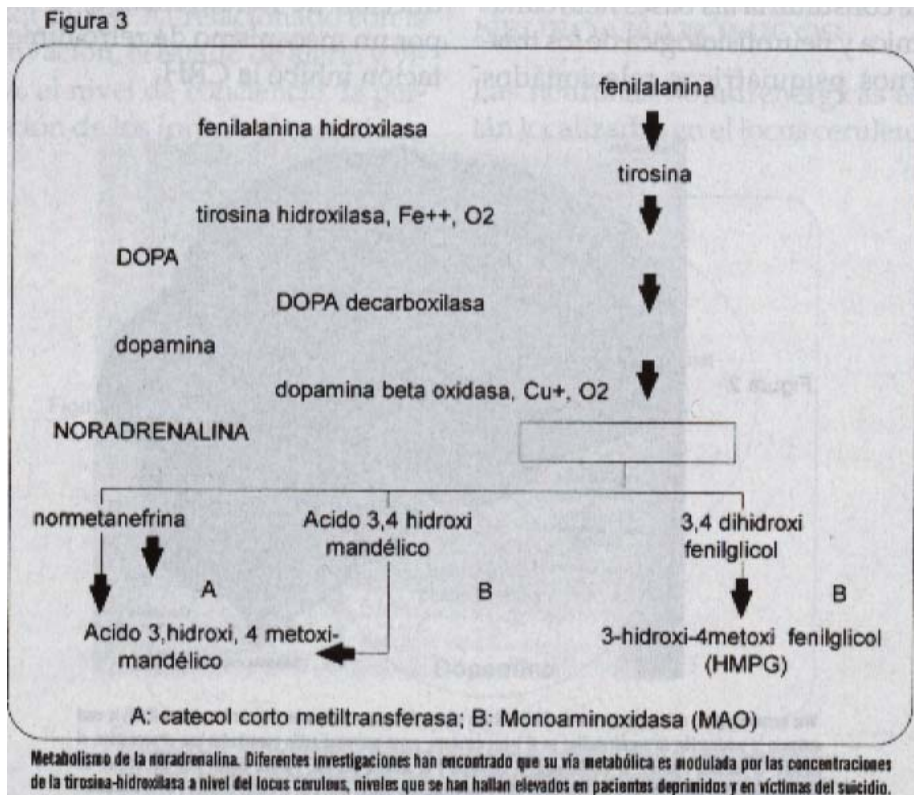 Figura 3
fenilalanina
fenilalanina hidroxilasa
tirosina
tirosina hidroxilasa, Fe++, O2
DOPA
DOPA decarboxilasa
dopamina
dopamina beta oxidasa, Cu+, O2
NORADRENALINA
normetanefrina
Acido 3,4 hidroxi
mandélico
3,4 dihidroxi
fenilglicol
A
B
B
Acido 3,hidroxi, 4 metoxi-
mandélico
3-hidroxi-4metoxi fenilglicol
(HMPG)
A: catecol corto metiltransferasa; B: Monoaminoxidasa (MAO)
Metabolismo de la noradrenalina. Diferentes investigaciones han encontrado que su vía metabólica es modulada por las concentraciones
de la tirosina-hidroxilasa a nivel del locus ceruleus, niveles que se han hallan elevados en pacientes deprimidos y en víctimas del suicidio.